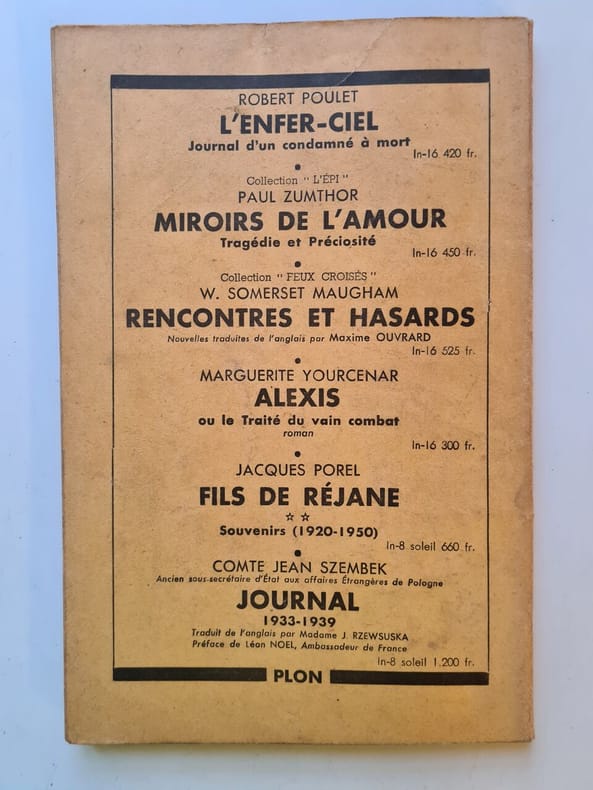 ROBERT POULET
L'ENFER-CIEL
Journal d'un condamné à mort
In-16 420 fr.
Collection "L'ÉPI"
PAUL ZUMTHOR
MIROIRS DE L'AMOUR
Tragédie et Préciosité
In-16 450 fr.
Collection "FEUX CROISÉS"
W. SOMERSET MAUGHAM
RENCONTRES ET HASARDS
Nouvelles traduites de l'anglais par Maxime OUVRARD
In-16 525 fr.
MARGUERITE YOURCENAR
ALEXIS
ou le Traité du vain combat
roman
In-16 300 fr.
JACQUES POREL
FILS DE RÉJANE
☆ ☆
Souvenirs (1920-1950)
In-8 soleil 660 fr.
COMTE JEAN SZEMBEK
Ancien sous-secrétaire d'État aux affaires Étrangères de Pologne
JOURNAL
1933-1939
Traduit de l'anglais par Madame J. RZEWSUSKA
Préface de Léon NOEL, Ambassadeur de France
In-8 soleil 1.200 fr.
PLON